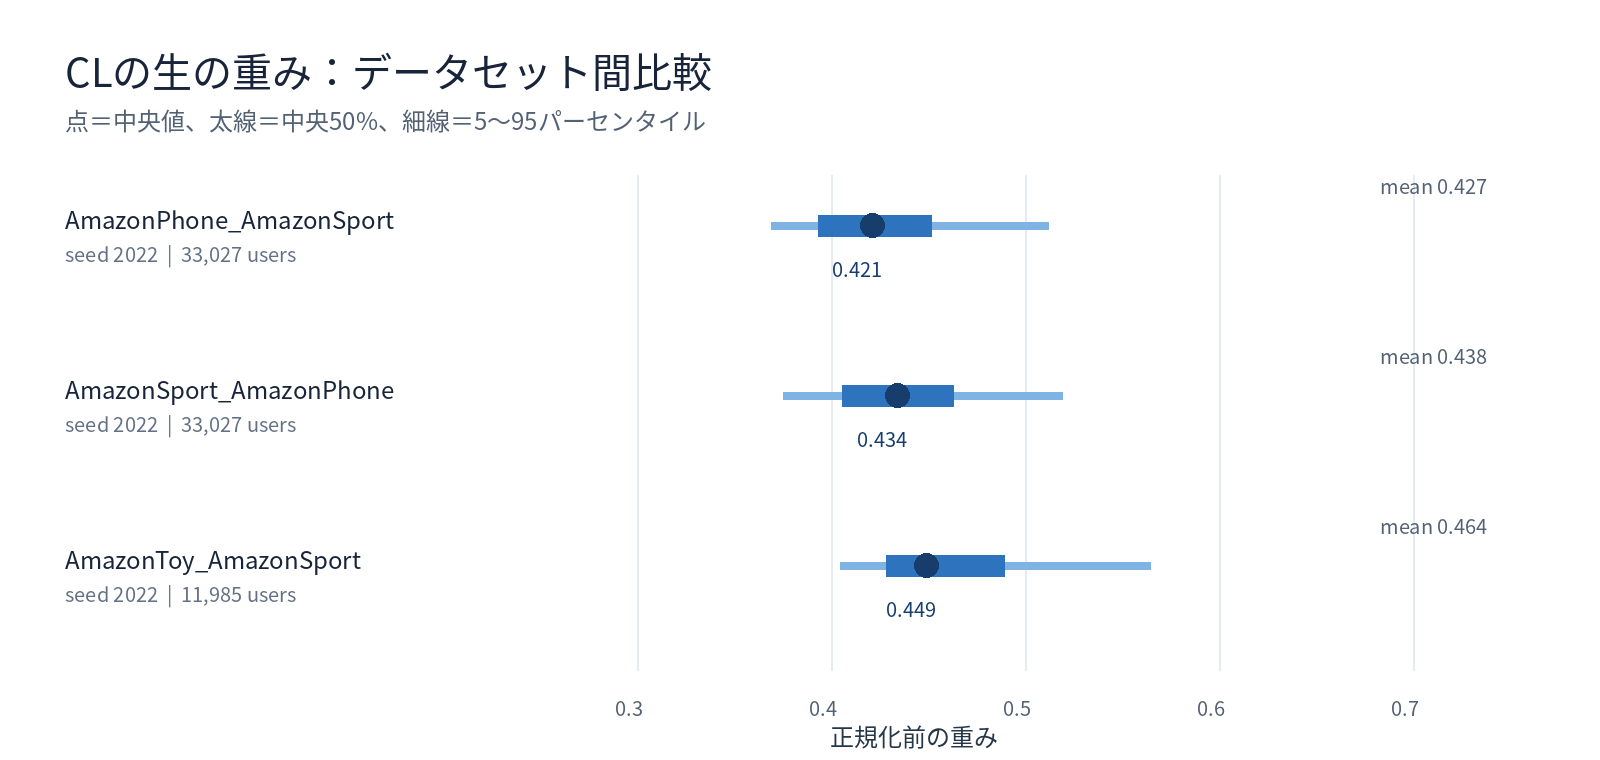 CLの生の重み：データセット間比較
点＝中央値、太線＝中央50%、細線＝5〜95パーセンタイル
mean 0.427
AmazonPhone_AmazonSport
seed 2022 | 33,027 users
0.421
mean 0.438
AmazonSport_AmazonPhone
seed 2022 | 33,027 users
0.434
mean 0.464
AmazonToy_AmazonSport
seed 2022 | 11,985 users
0.449
0.3 0.4 0.5 0.6 0.7
正規化前の重み